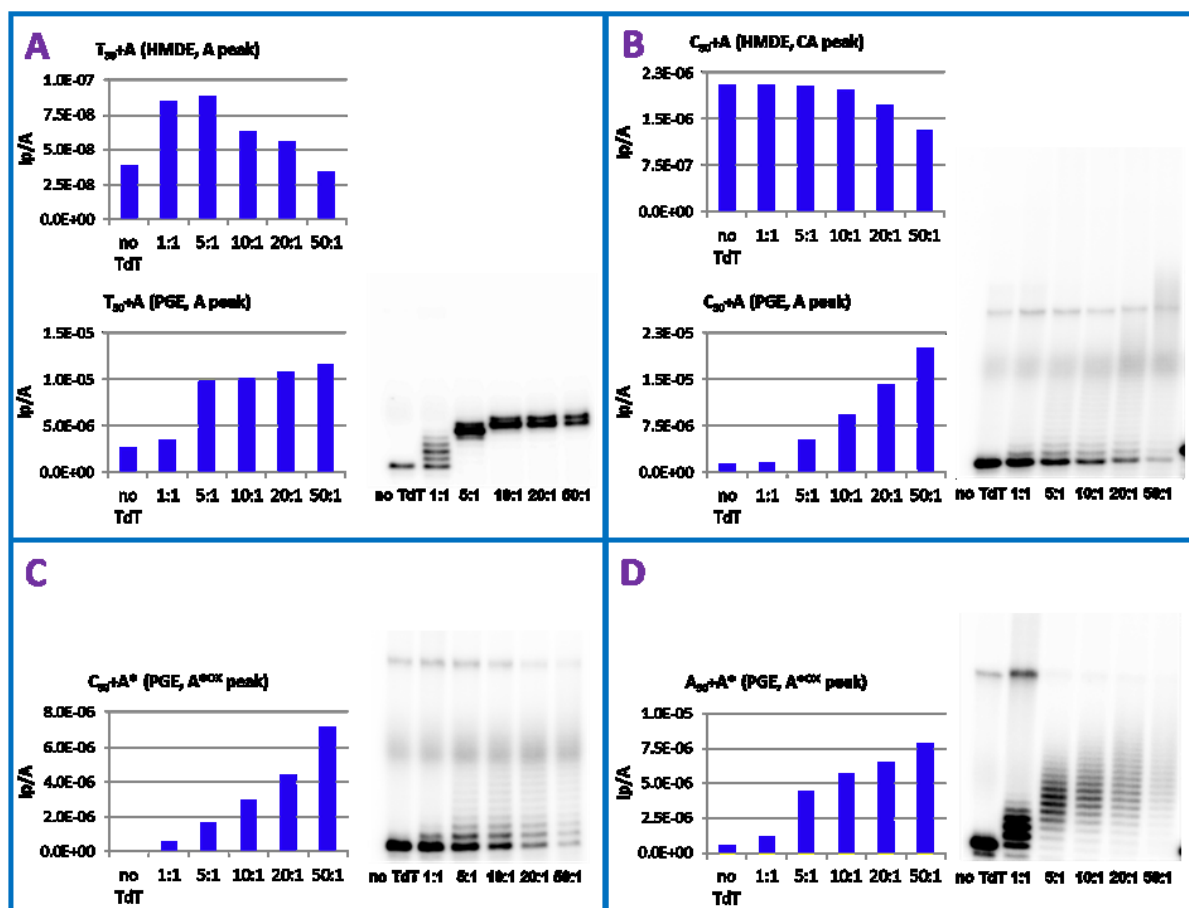 A
T₃₀+A (HMDE, A peak)
1.0E-07
7.5E-08
5.0E-08
2.5E-08
0.0E+00
Ip/A
no TdT 1:1 5:1 10:1 20:1 50:1
T₃₀+A (PGE, A peak)
1.5E-05
1.0E-05
5.0E-06
0.0E+00
Ip/A
no TdT 1:1 5:1 10:1 20:1 50:1
no TdT 1:1 5:1 10:1 20:1 50:1
B
C₃₀+A (HMDE, CA peak)
2.3E-06
1.5E-06
7.5E-07
0.0E+00
Ip/A
no TdT 1:1 5:1 10:1 20:1 50:1
C₃₀+A (PGE, A peak)
2.3E-05
1.5E-05
7.5E-06
0.0E+00
Ip/A
no TdT 1:1 5:1 10:1 20:1 50:1
no TdT 1:1 5:1 10:1 20:1 50:1
C
C₃₀+A* (PGE, A*ᴼˣ peak)
8.0E-06
6.0E-06
4.0E-06
2.0E-06
0.0E+00
Ip/A
no TdT 1:1 5:1 10:1 20:1 50:1
no TdT 1:1 5:1 10:1 20:1 50:1
D
A₃₀+A* (PGE, A*ᴼˣ peak)
1.0E-05
7.5E-06
5.0E-06
2.5E-06
0.0E+00
Ip/A
no TdT 1:1 5:1 10:1 20:1 50:1
no TdT 1:1 5:1 10:1 20:1 50:1